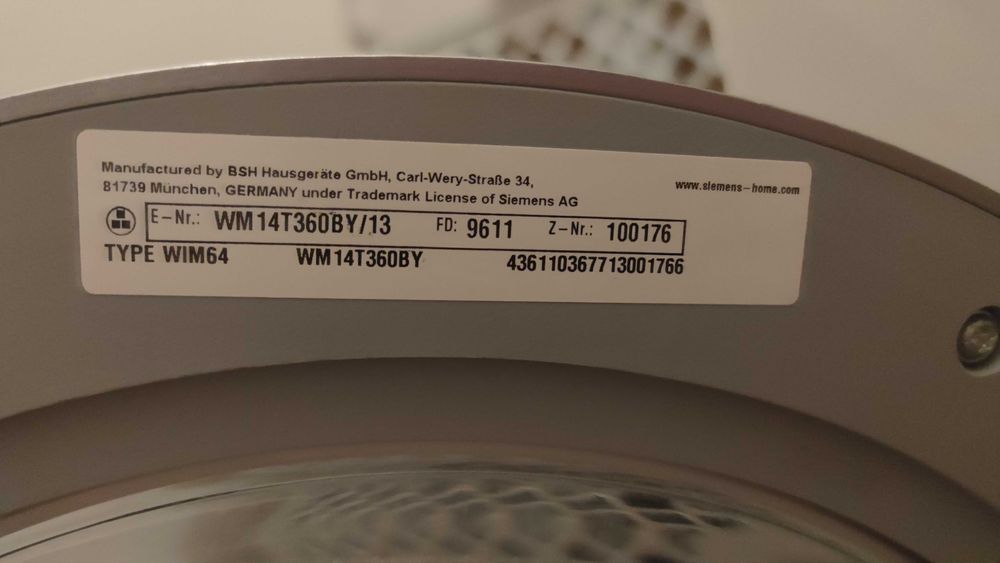 Manufactured by BSH Hausgeräte GmbH, Carl-Wery-Straße 34,
81739 München, GERMANY under Trademark License of Siemens AG
www.siemens-home.com
E-Nr.: WM14T360BY/13 FD: 9611 Z-Nr.: 100176
TYPE WIM64 WM14T360BY 436110367713001766